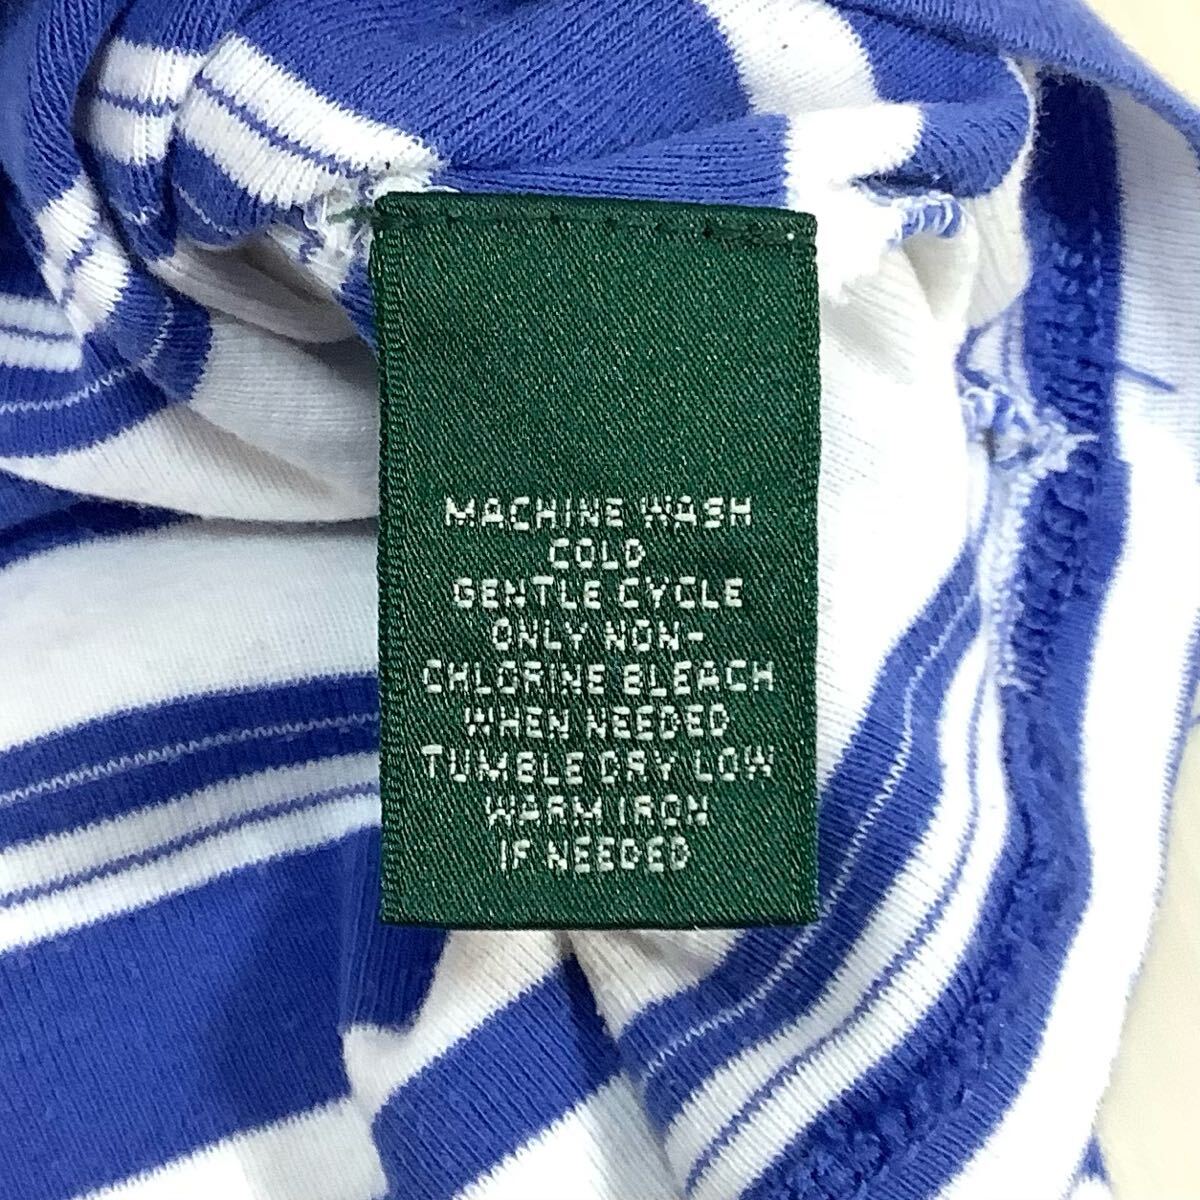 MACHINE WASH
COLD
GENTLE CYCLE
ONLY NON-
CHLORINE BLEACH
WHEN NEEDED
TUMBLE DRY LOW
WARM IRON
IF NEEDED